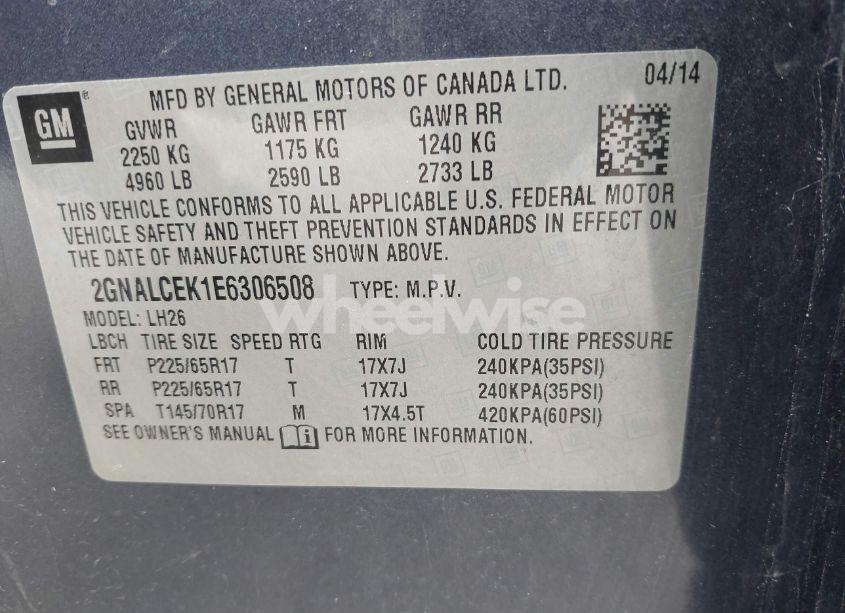 GM ® MFD BY GENERAL MOTORS OF CANADA LTD. 04/14
GVWR GAWR FRT GAWR RR
2250 KG 1175 KG 1240 KG
4960 LB 2590 LB 2733 LB
THIS VEHICLE CONFORMS TO ALL APPLICABLE U.S. FEDERAL MOTOR
VEHICLE SAFETY AND THEFT PREVENTION STANDARDS IN EFFECT ON
THE DATE OF MANUFACTURE SHOWN ABOVE.
2GNALCEK1E6306508 TYPE: M.P.V.
wheelwise
MODEL: LH26
LBCH TIRE SIZE SPEED RTG RIM COLD TIRE PRESSURE
FRT P225/65R17 T 17X7J 240KPA(35PSI)
RR P225/65R17 T 17X7J 240KPA(35PSI)
SPA T145/70R17 M 17X4.5T 420KPA(60PSI)
SEE OWNER'S MANUAL i FOR MORE INFORMATION.